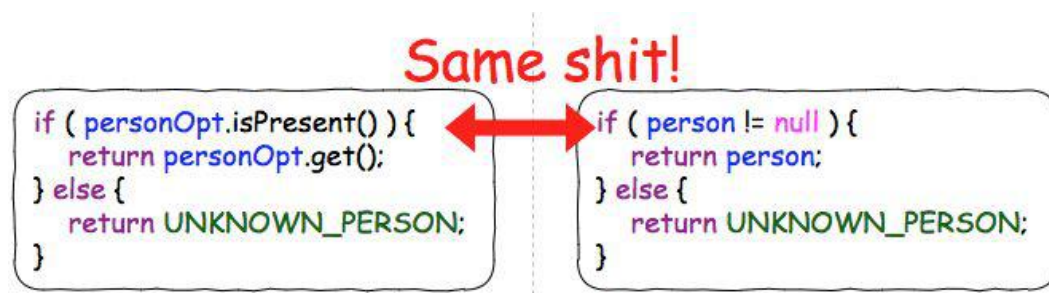 Same shit!
if ( personOpt.isPresent() ) {
return personOpt.get();
} else {
return UNKNOWN_PERSON;
}
if ( person != null ) {
return person;
} else {
return UNKNOWN_PERSON;
}